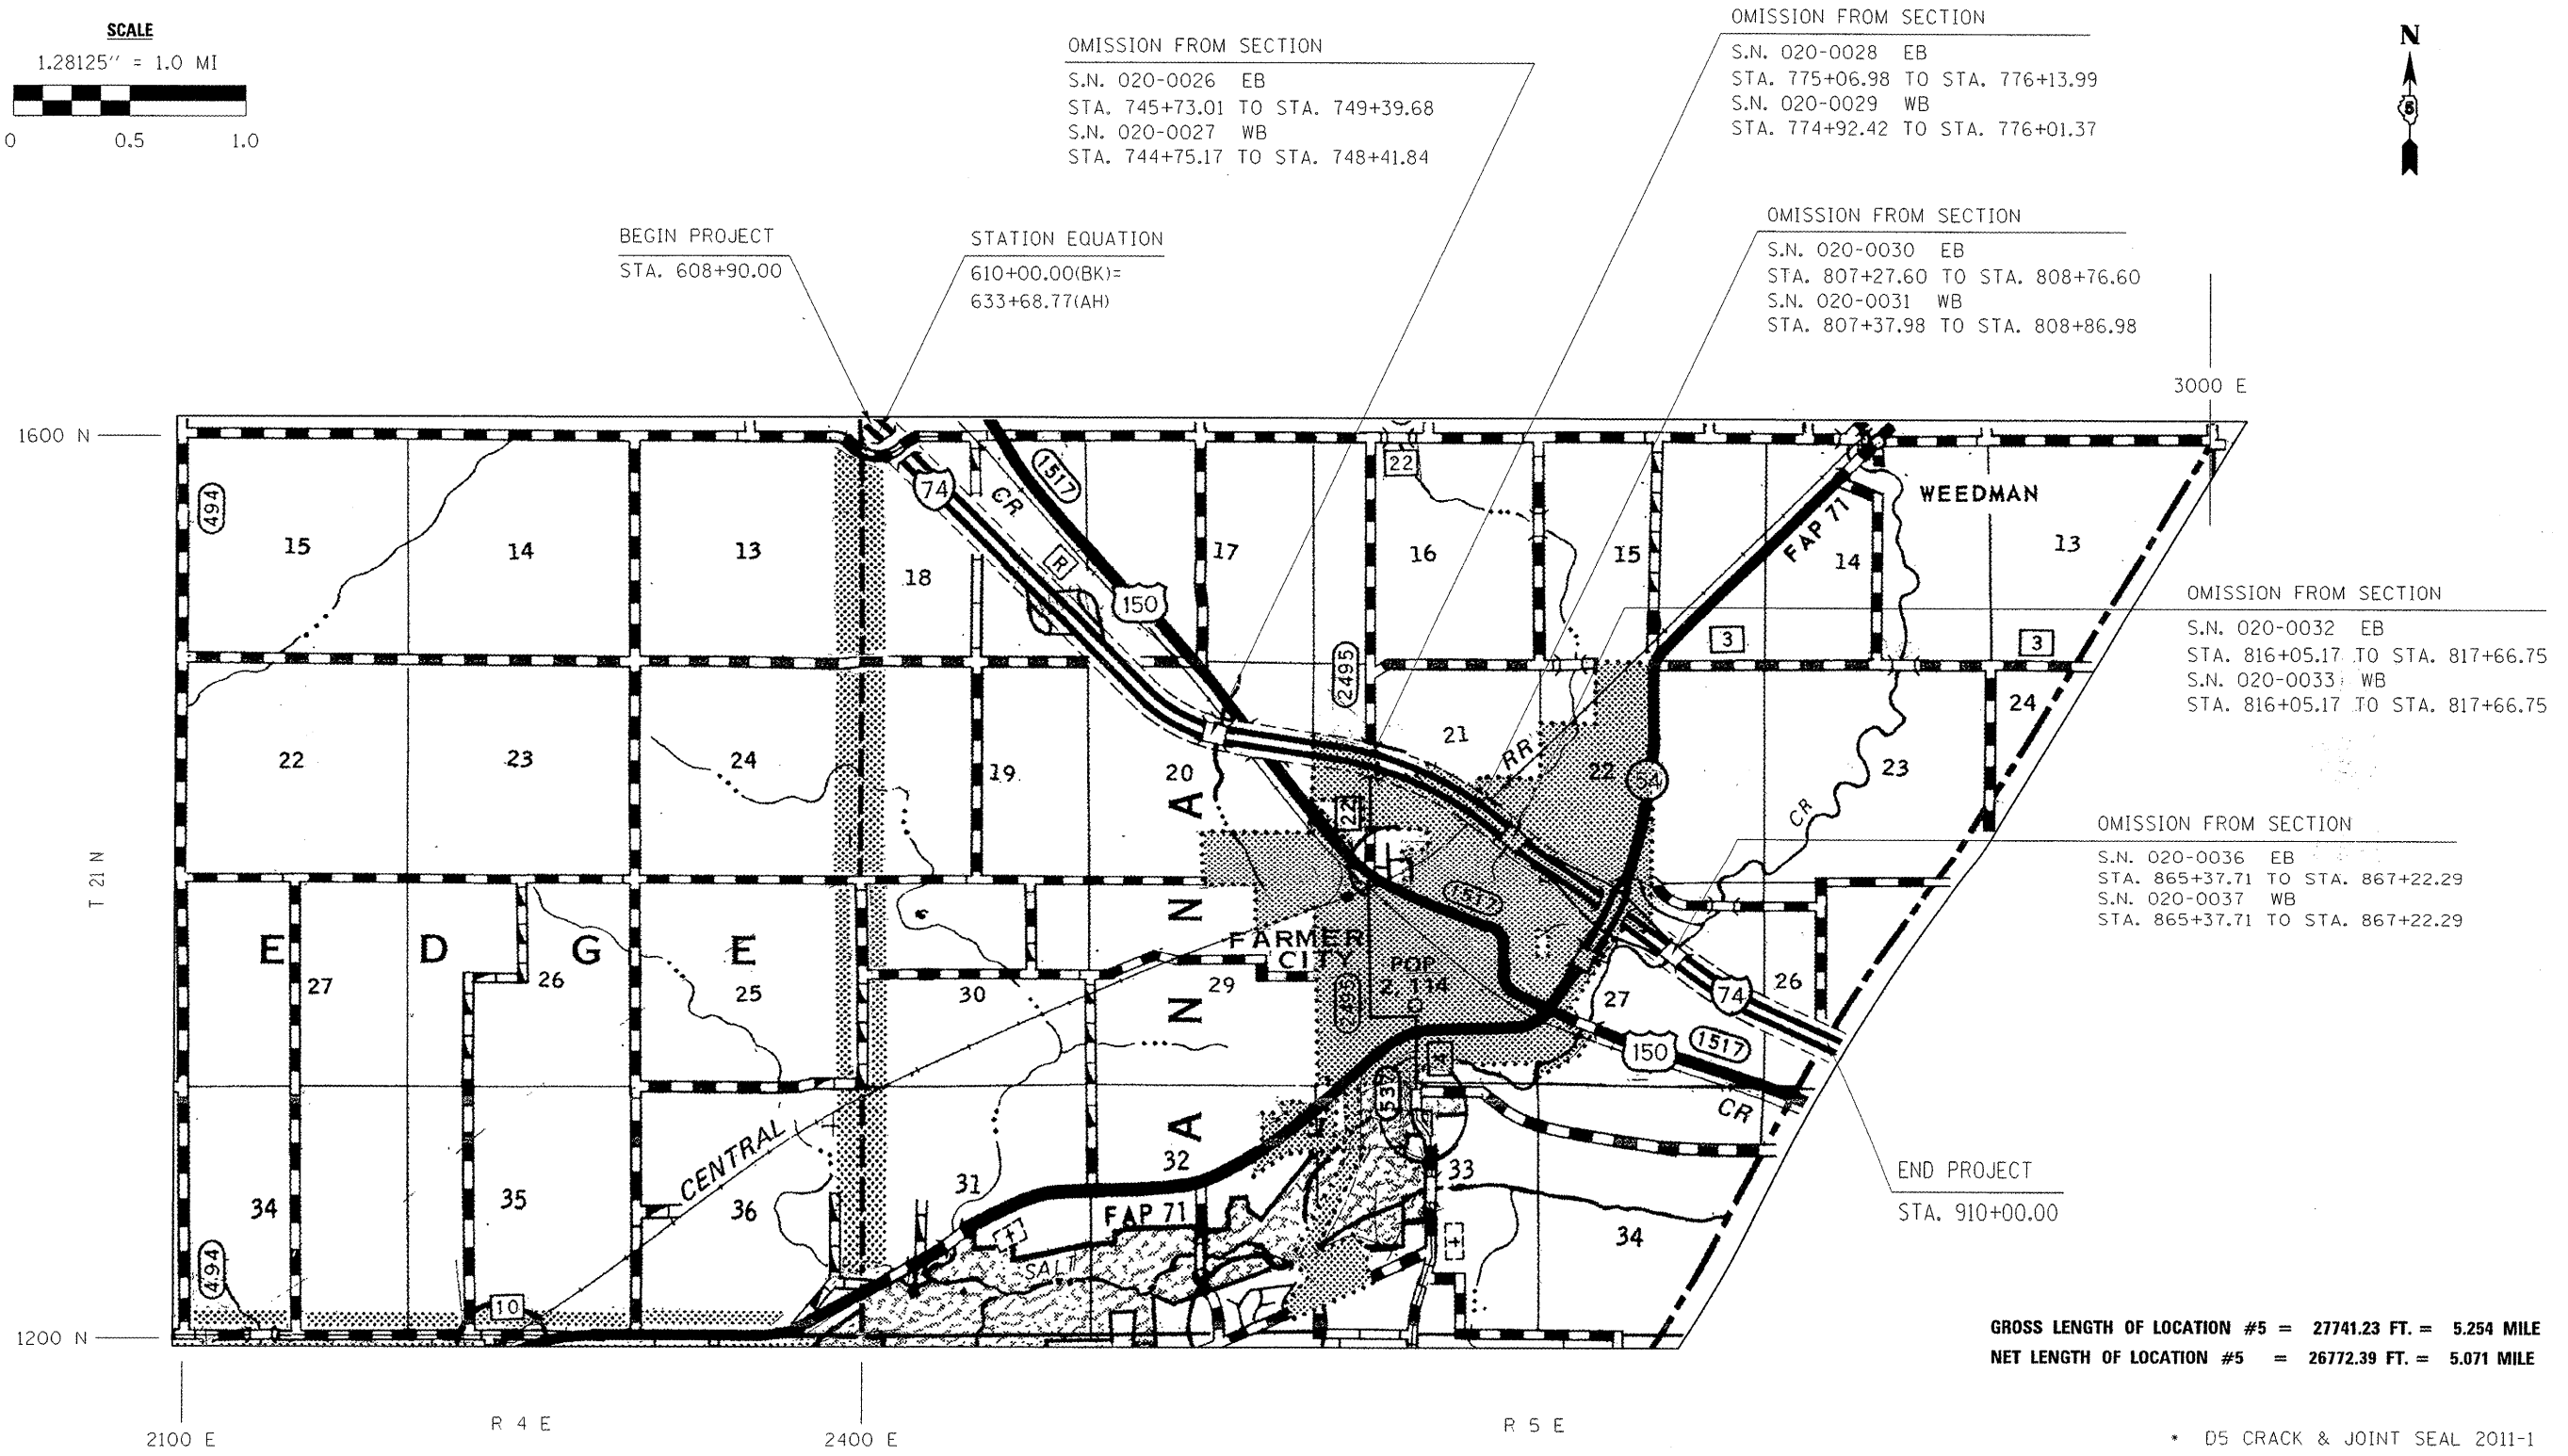 SCALE
1.28125″ = 1.0 MI
0 0.5 1.0
OMISSION FROM SECTION
S.N. 020-0026 EB
STA. 745+73.01 TO STA. 749+39.68
S.N. 020-0027 WB
STA. 744+75.17 TO STA. 748+41.84
OMISSION FROM SECTION
S.N. 020-0028 EB
STA. 775+06.98 TO STA. 776+13.99
S.N. 020-0029 WB
STA. 774+92.42 TO STA. 776+01.37
N
5
OMISSION FROM SECTION
S.N. 020-0030 EB
STA. 807+27.60 TO STA. 808+76.60
S.N. 020-0031 WB
STA. 807+37.98 TO STA. 808+86.98
BEGIN PROJECT
STA. 608+90.00
STATION EQUATION
610+00.00(BK)=
633+68.77(AH)
3000 E
1600 N
494
15
14
13
18
74
CR
1517
R
150
17
22
16
15
FAP 71
14
WEEDMAN
13
OMISSION FROM SECTION
S.N. 020-0032 EB
STA. 816+05.17 TO STA. 817+66.75
S.N. 020-0033 WB
STA. 816+05.17 TO STA. 817+66.75
3
3
2495
22
23
24
19
20
21
RR
22
54
23
24
CR
22
T 21 N
OMISSION FROM SECTION
S.N. 020-0036 EB
STA. 865+37.71 TO STA. 867+22.29
S.N. 020-0037 WB
STA. 865+37.71 TO STA. 867+22.29
E D G E
A N N A
1517
FARMER
CITY
POP
2,114
2495
27
26
25
30
29
27
26
74
150
1517
CR
4
537
CENTRAL
34
35
36
31
32
33
34
FAP 71
SALT
494
10
END PROJECT
STA. 910+00.00
1200 N
GROSS LENGTH OF LOCATION #5 = 27741.23 FT. = 5.254 MILE
NET LENGTH OF LOCATION #5 = 26772.39 FT. = 5.071 MILE
R 4 E
R 5 E
2100 E
2400 E
* D5 CRACK & JOINT SEAL 2011-1